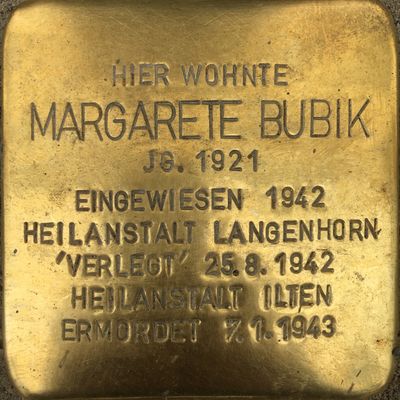 HIER WOHNTE
MARGARETE BUBIK
JG. 1921
EINGEWIESEN 1942
HEILANSTALT LANGENHORN
'VERLEGT' 25.8.1942
HEILANSTALT ILTEN
ERMORDET 7.1.1943